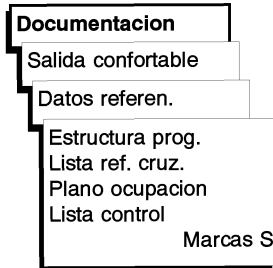 Documentacion
Salida confortable
Datos referen.
Estructura prog.
Lista ref. cruz.
Plano ocupacion
Lista control
Marcas S